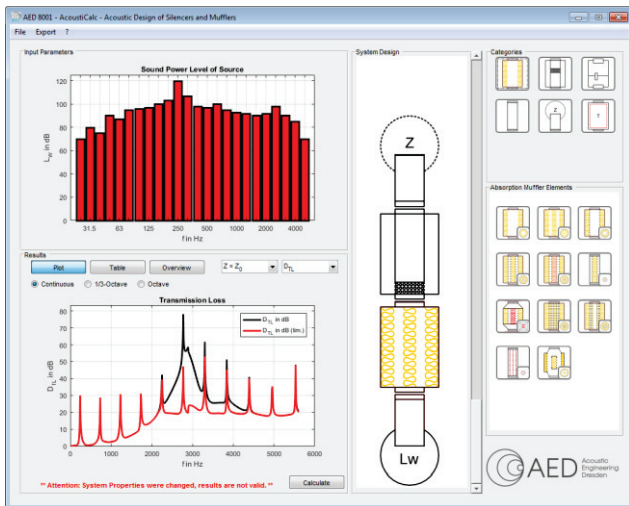 AED 8001 - AcoustiCalc - Acoustic Design of Silencers and Mufflers
File Export ?
Input Parameters
Sound Power Level of Source
120
100
80
60
40
20
0
L_W in dB
31.5 63 125 250 500 1000 2000 4000
f in Hz
Results
Plot Table Overview Z = Z_0 D_TL
Continuous 1/3-Octave Octave
Transmission Loss
80
70
60
50
40
30
20
10
0
D_TL in dB
D_TL in dB
D_TL in dB (lim.)
0 1000 2000 3000 4000 5000 6000
f in Hz
** Attention: System Properties were changed, results are not valid. **
Calculate
System Design
Z
Lw
Categories
Z
T
Absorption Muffler Elements
AED
Acoustic
Engineering
Dresden